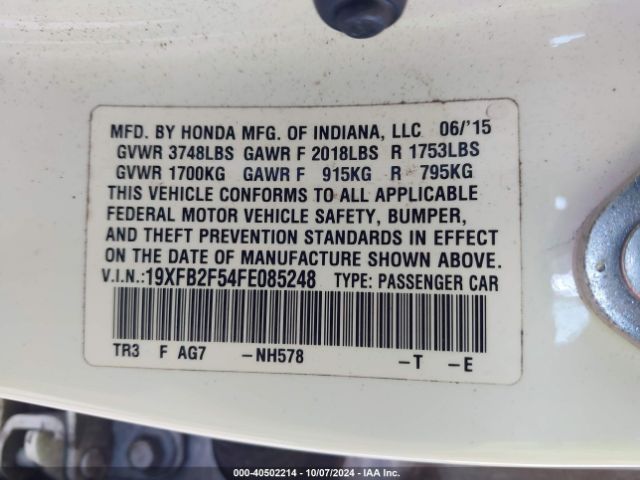 MFD. BY HONDA MFG. OF INDIANA, LLC 06/'15
GVWR 3748LBS GAWR F 2018LBS R 1753LBS
GVWR 1700KG GAWR F 915KG R 795KG
THIS VEHICLE CONFORMS TO ALL APPLICABLE
FEDERAL MOTOR VEHICLE SAFETY, BUMPER,
AND THEFT PREVENTION STANDARDS IN EFFECT
ON THE DATE OF MANUFACTURE SHOWN ABOVE.
V.I.N.:19XFB2F54FE085248 TYPE: PASSENGER CAR
TR3 F AG7 -NH578 -T -E
000-40502214 - 10/07/2024 - IAA Inc.